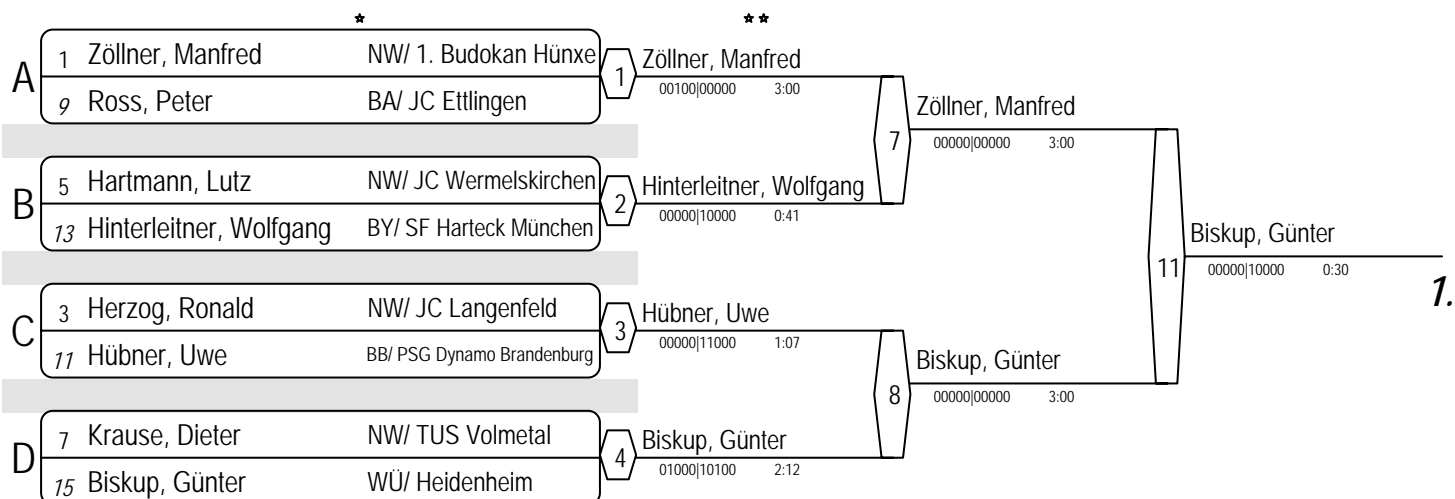 * **
A
1 Zöllner, Manfred NW/ 1. Budokan Hünxe
9 Ross, Peter BA/ JC Ettlingen
1
Zöllner, Manfred
00100|00000 3:00
B
5 Hartmann, Lutz NW/ JC Wermelskirchen
13 Hinterleitner, Wolfgang BY/ SF Harteck München
2
Hinterleitner, Wolfgang
00000|10000 0:41
7
Zöllner, Manfred
00000|00000 3:00
C
3 Herzog, Ronald NW/ JC Langenfeld
11 Hübner, Uwe BB/ PSG Dynamo Brandenburg
3
Hübner, Uwe
00000|11000 1:07
D
7 Krause, Dieter NW/ TUS Volmetal
15 Biskup, Günter WÜ/ Heidenheim
4
Biskup, Günter
01000|10100 2:12
8
Biskup, Günter
00000|00000 3:00
11
Biskup, Günter
00000|10000 0:30
1.